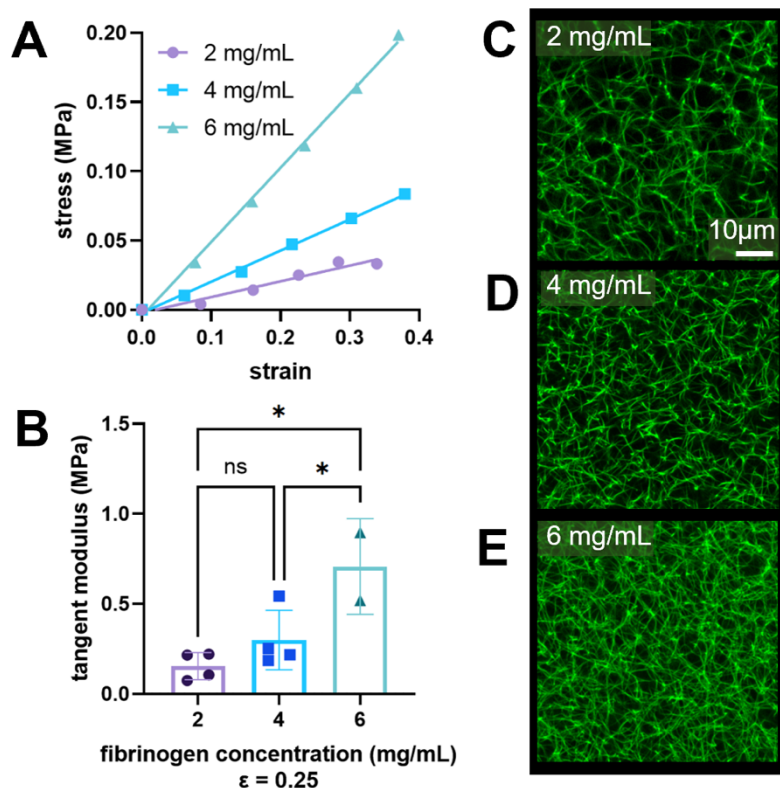 A
stress (MPa)
0.20
0.15
0.10
0.05
0.00
2 mg/mL
4 mg/mL
6 mg/mL
0.0 0.1 0.2 0.3 0.4
strain
B
tangent modulus (MPa)
1.5
1.0
0.5
0.0
*
ns *
2 4 6
fibrinogen concentration (mg/mL)
ε = 0.25
C
2 mg/mL
10µm
D
4 mg/mL
E
6 mg/mL